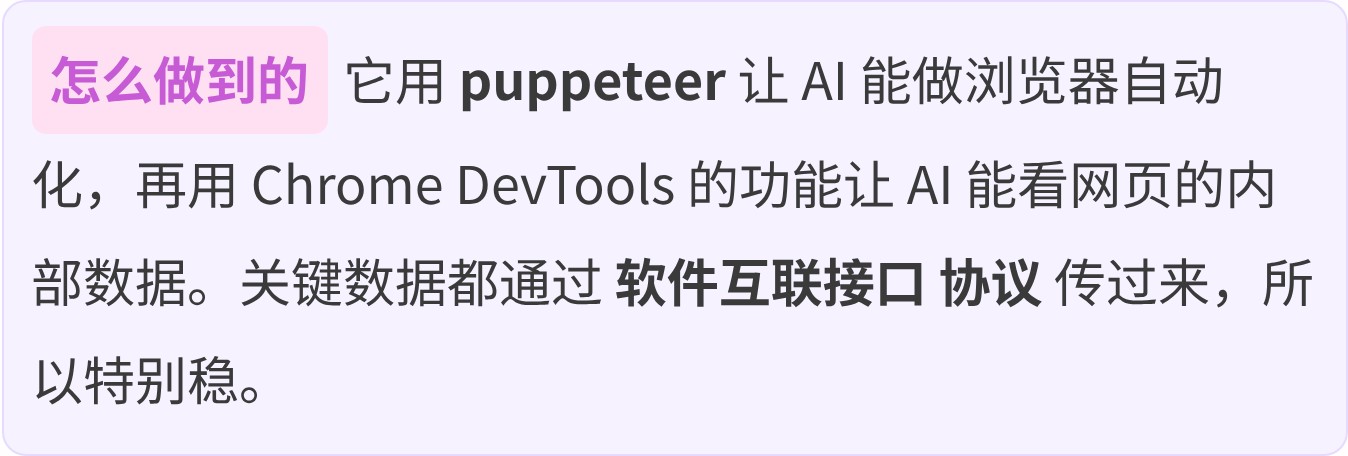 怎么做到的 它用 puppeteer 让 AI 能做浏览器自动
化，再用 Chrome DevTools 的功能让 AI 能看网页的内
部数据。关键数据都通过 软件互联接口 协议 传过来，所
以特别稳。